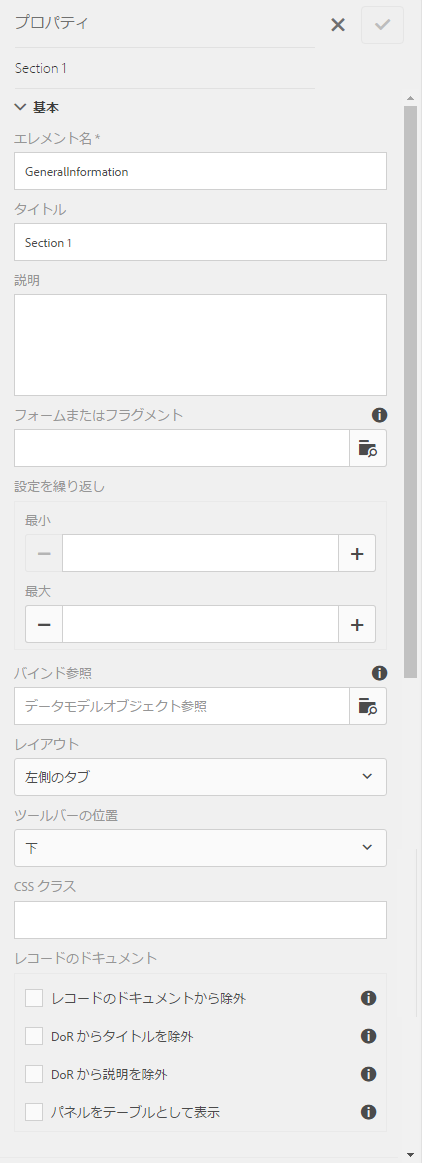 プロパティ
Section 1
基本
エレメント名 *
GeneralInformation
タイトル
Section 1
説明
フォームまたはフラグメント
設定を繰り返し
最小
最大
バインド参照
データモデルオブジェクト参照
レイアウト
左側のタブ
ツールバーの位置
下
CSS クラス
レコードのドキュメント
レコードのドキュメントから除外
DoR からタイトルを除外
DoR から説明を除外
パネルをテーブルとして表示